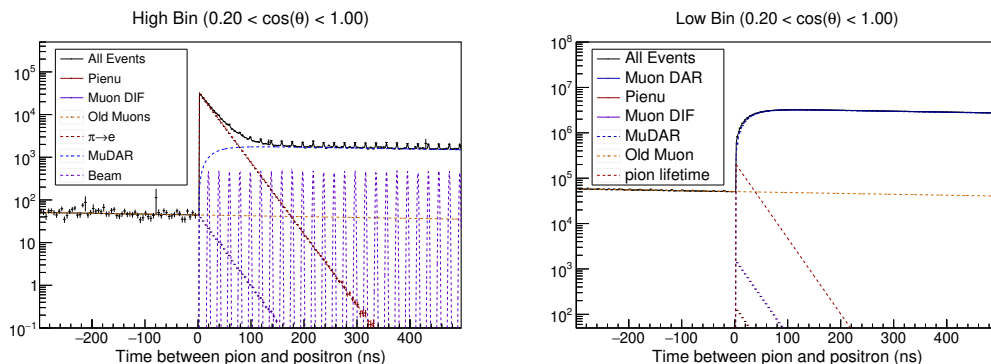 High Bin (0.20 < cos(θ) < 1.00)
All Events
Pienu
Muon DIF
Old Muons
π→e
MuDAR
Beam
10⁵
10⁴
10³
10²
10
1
10⁻¹
−200 −100 0 100 200 300 400
Time between pion and positron (ns)
Low Bin (0.20 < cos(θ) < 1.00)
All Events
Muon DAR
Pienu
Muon DIF
MuDAR
Old Muon
pion lifetime
10⁸
10⁷
10⁶
10⁵
10⁴
10³
10²
−200 −100 0 100 200 300 400
Time between pion and positron (ns)